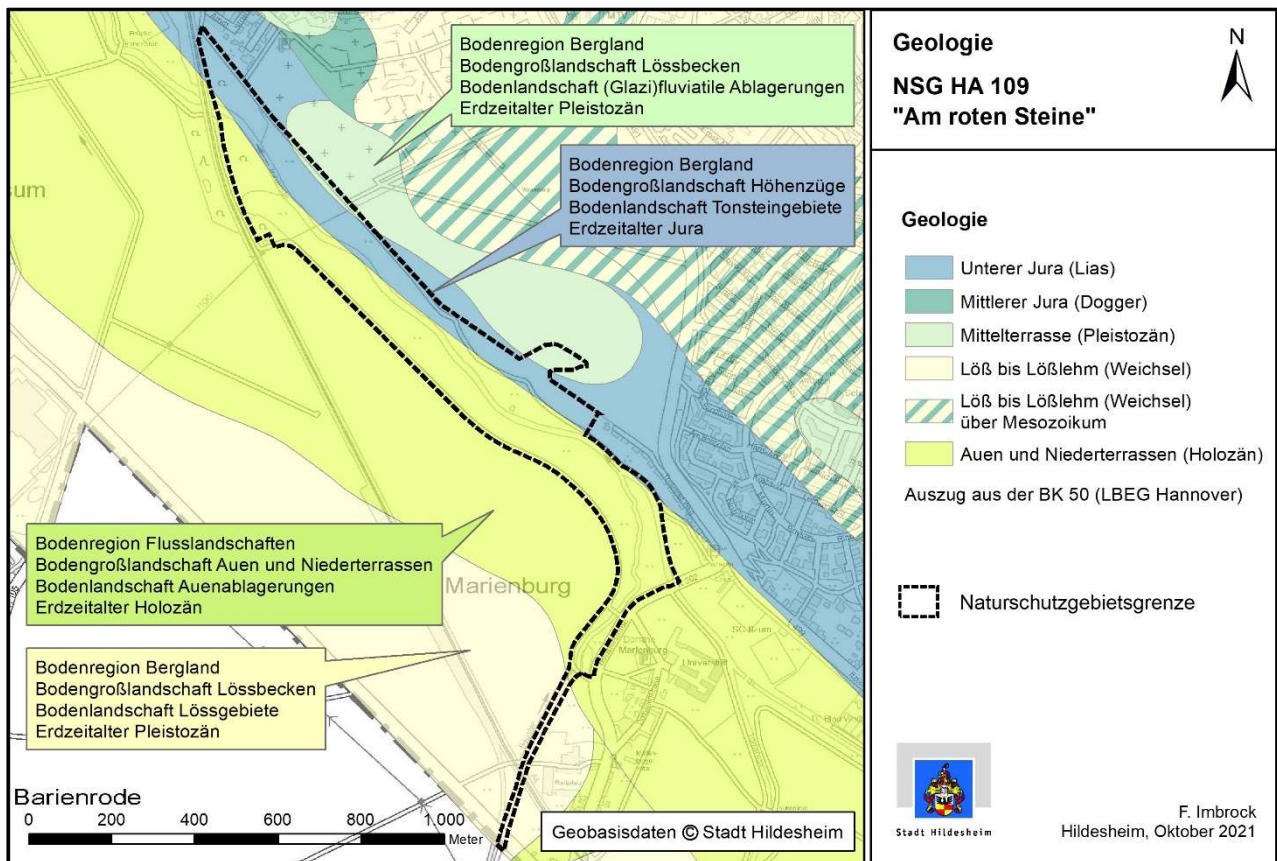 Bodenregion Bergland
Bodengroßlandschaft Lössbecken
Bodenlandschaft (Glazi)fluviatile Ablagerungen
Erdzeitalter Pleistozän
Bodenregion Bergland
Bodengroßlandschaft Höhenzüge
Bodenlandschaft Tonsteingebiete
Erdzeitalter Jura
sum
Bodenregion Flusslandschaften
Bodengroßlandschaft Auen und Niederterrassen
Bodenlandschaft Auenablagerungen
Erdzeitalter Holozän
Marienburg
Domäne
Marienburg
Universität
Bodenregion Bergland
Bodengroßlandschaft Lössbecken
Bodenlandschaft Lössgebiete
Erdzeitalter Pleistozän
Barienrode
0 200 400 600 800 1.000
Meter
Geobasisdaten © Stadt Hildesheim
Geologie
NSG HA 109
"Am roten Steine"
N
Geologie
Unterer Jura (Lias)
Mittlerer Jura (Dogger)
Mittelterrasse (Pleistozän)
Löß bis Lößlehm (Weichsel)
Löß bis Lößlehm (Weichsel)
über Mesozoikum
Auen und Niederterrassen (Holozän)
Auszug aus der BK 50 (LBEG Hannover)
Naturschutzgebietsgrenze
Stadt Hildesheim
F. Imbrock
Hildesheim, Oktober 2021